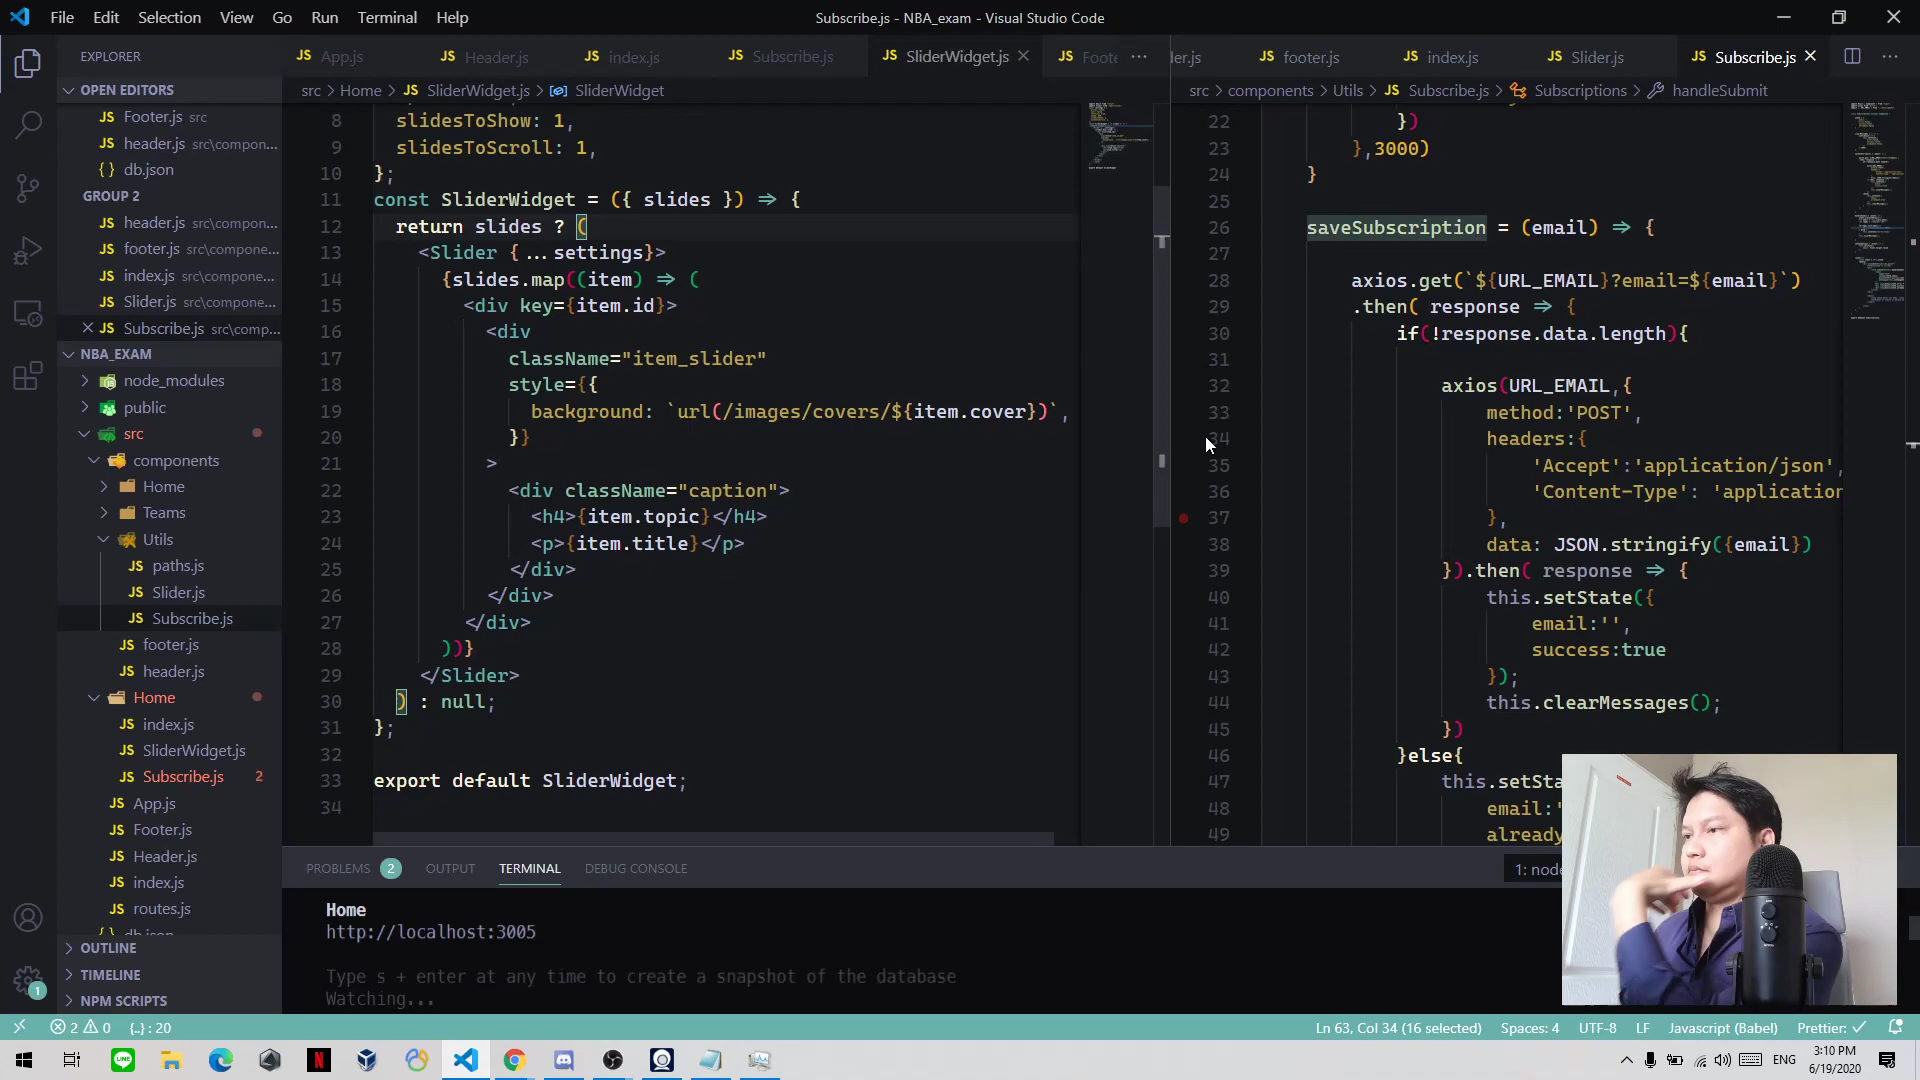 File Edit Selection View Go Run Terminal Help
Subscribe.js - NBA_exam - Visual Studio Code
EXPLORER
OPEN EDITORS
JS Footer.js src
JS header.js src\compon...
{} db.json
GROUP 2
JS header.js src\compon...
JS footer.js src\compone...
JS index.js src\compone...
JS Slider.js src\compone...
JS Subscribe.js src\comp...
NBA_EXAM
node_modules
public
src
components
Home
Teams
Utils
JS paths.js
JS Slider.js
JS Subscribe.js
JS footer.js
JS header.js
Home
JS index.js
JS SliderWidget.js
JS Subscribe.js 2
JS App.js
JS Footer.js
JS Header.js
JS index.js
JS routes.js
db.json
OUTLINE
TIMELINE
NPM SCRIPTS
JS App.js JS Header.js JS index.js JS Subscribe.js JS SliderWidget.js JS Foote ...
src > Home > JS SliderWidget.js > SliderWidget
8 slidesToShow: 1,
9 slidesToScroll: 1,
10 };
11 const SliderWidget = ({ slides }) => {
12 return slides ? (
13 <Slider {...settings}>
14 {slides.map((item) => (
15 <div key={item.id}>
16 <div
17 className="item_slider"
18 style={{
19 background: `url(/images/covers/${item.cover})`,
20 }}
21 >
22 <div className="caption">
23 <h4>{item.topic}</h4>
24 <p>{item.title}</p>
25 </div>
26 </div>
27 </div>
28 ))}
29 </Slider>
30 ) : null;
31 };
32
33 export default SliderWidget;
34
der.js JS footer.js JS index.js JS Slider.js JS Subscribe.js ...
src > components > Utils > JS Subscribe.js > Subscriptions > handleSubmit
22 })
23 },3000)
24 }
25
26 saveSubscription = (email) => {
27
28 axios.get(`${URL_EMAIL}?email=${email}`)
29 .then( response => {
30 if(!response.data.length){
31
32 axios(URL_EMAIL,{
33 method:'POST',
34 headers:{
35 'Accept':'application/json',
36 'Content-Type': 'application
37 },
38 data: JSON.stringify({email})
39 }).then( response => {
40 this.setState({
41 email:'',
42 success:true
43 });
44 this.clearMessages();
45 })
46 }else{
47 this.setSta
48 email:'
49 already
PROBLEMS 2 OUTPUT TERMINAL DEBUG CONSOLE
1: node
Home
http://localhost:3005
Type s + enter at any time to create a snapshot of the database
Watching...
2 0 {..} : 20
Ln 63, Col 34 (16 selected) Spaces: 4 UTF-8 LF Javascript (Babel) Prettier: ✓
LINE
N
ENG
3:10 PM
6/19/2020
1